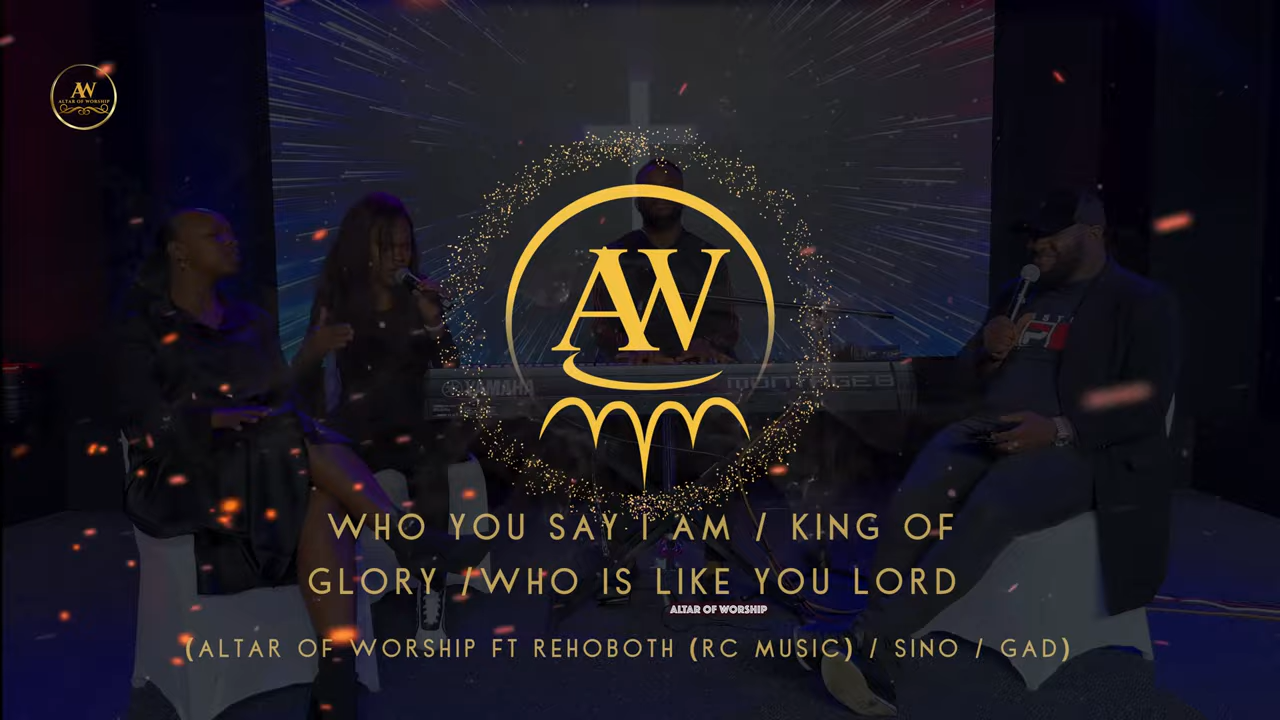 AW
ALTAR OF WORSHIP
AW
YAMAHA
MONTAGE8
WHO YOU SAY I AM / KING OF
GLORY /WHO IS LIKE YOU LORD
ALTAR OF WORSHIP
(ALTAR OF WORSHIP FT REHOBOTH (RC MUSIC) / SINO / GAD)